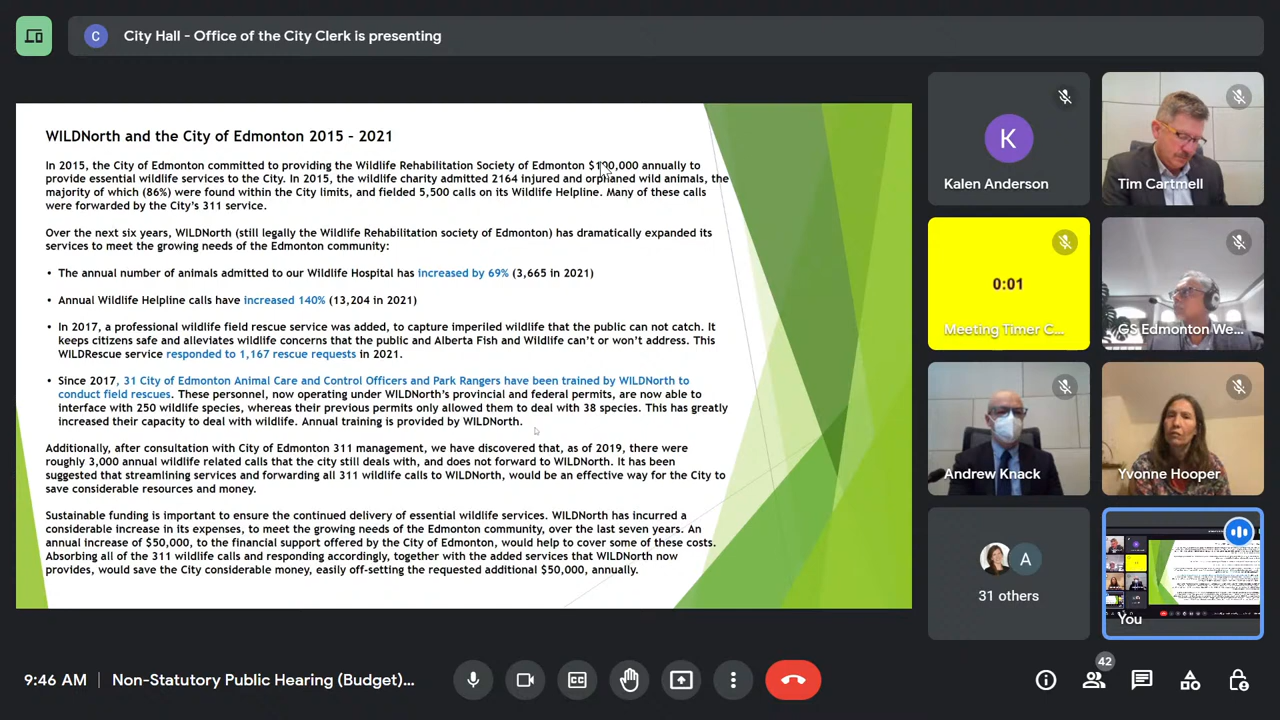 City Hall - Office of the City Clerk is presenting
C
WILDNorth and the City of Edmonton 2015 - 2021
In 2015, the City of Edmonton committed to providing the Wildlife Rehabilitation Society of Edmonton $100,000 annually to
provide essential wildlife services to the City. In 2015, the wildlife charity admitted 2164 injured and orphaned wild animals, the
majority of which (86%) were found within the City limits, and fielded 5,500 calls on its Wildlife Helpline. Many of these calls
were forwarded by the City's 311 service.
Over the next six years, WILDNorth (still legally the Wildlife Rehabilitation society of Edmonton) has dramatically expanded its
services to meet the growing needs of the Edmonton community:
• The annual number of animals admitted to our Wildlife Hospital has increased by 69% (3,665 in 2021)
• Annual Wildlife Helpline calls have increased 140% (13,204 in 2021)
• In 2017, a professional wildlife field rescue service was added, to capture imperiled wildlife that the public can not catch. It
keeps citizens safe and alleviates wildlife concerns that the public and Alberta Fish and Wildlife can't or won't address. This
WILDRescue service responded to 1,167 rescue requests in 2021.
• Since 2017, 31 City of Edmonton Animal Care and Control Officers and Park Rangers have been trained by WILDNorth to
conduct field rescues. These personnel, now operating under WILDNorth's provincial and federal permits, are now able to
interface with 250 wildlife species, whereas their previous permits only allowed them to deal with 38 species. This has greatly
increased their capacity to deal with wildlife. Annual training is provided by WILDNorth.
Additionally, after consultation with City of Edmonton 311 management, we have discovered that, as of 2019, there were
roughly 3,000 annual wildlife related calls that the city still deals with, and does not forward to WILDNorth. It has been
suggested that streamlining services and forwarding all 311 wildlife calls to WILDNorth, would be an effective way for the City to
save considerable resources and money.
Sustainable funding is important to ensure the continued delivery of essential wildlife services. WILDNorth has incurred a
considerable increase in its expenses, to meet the growing needs of the Edmonton community, over the last seven years. An
annual increase of $50,000, to the financial support offered by the City of Edmonton, would help to cover some of these costs.
Absorbing all of the 311 wildlife calls and responding accordingly, together with the added services that WILDNorth now
provides, would save the City considerable money, easily off-setting the requested additional $50,000, annually.
K
Kalen Anderson
Tim Cartmell
0:01
Meeting Timer C...
GS Edmonton We...
Andrew Knack
Yvonne Hooper
A
31 others
You
9:46 AM | Non-Statutory Public Hearing (Budget)...
CC
42